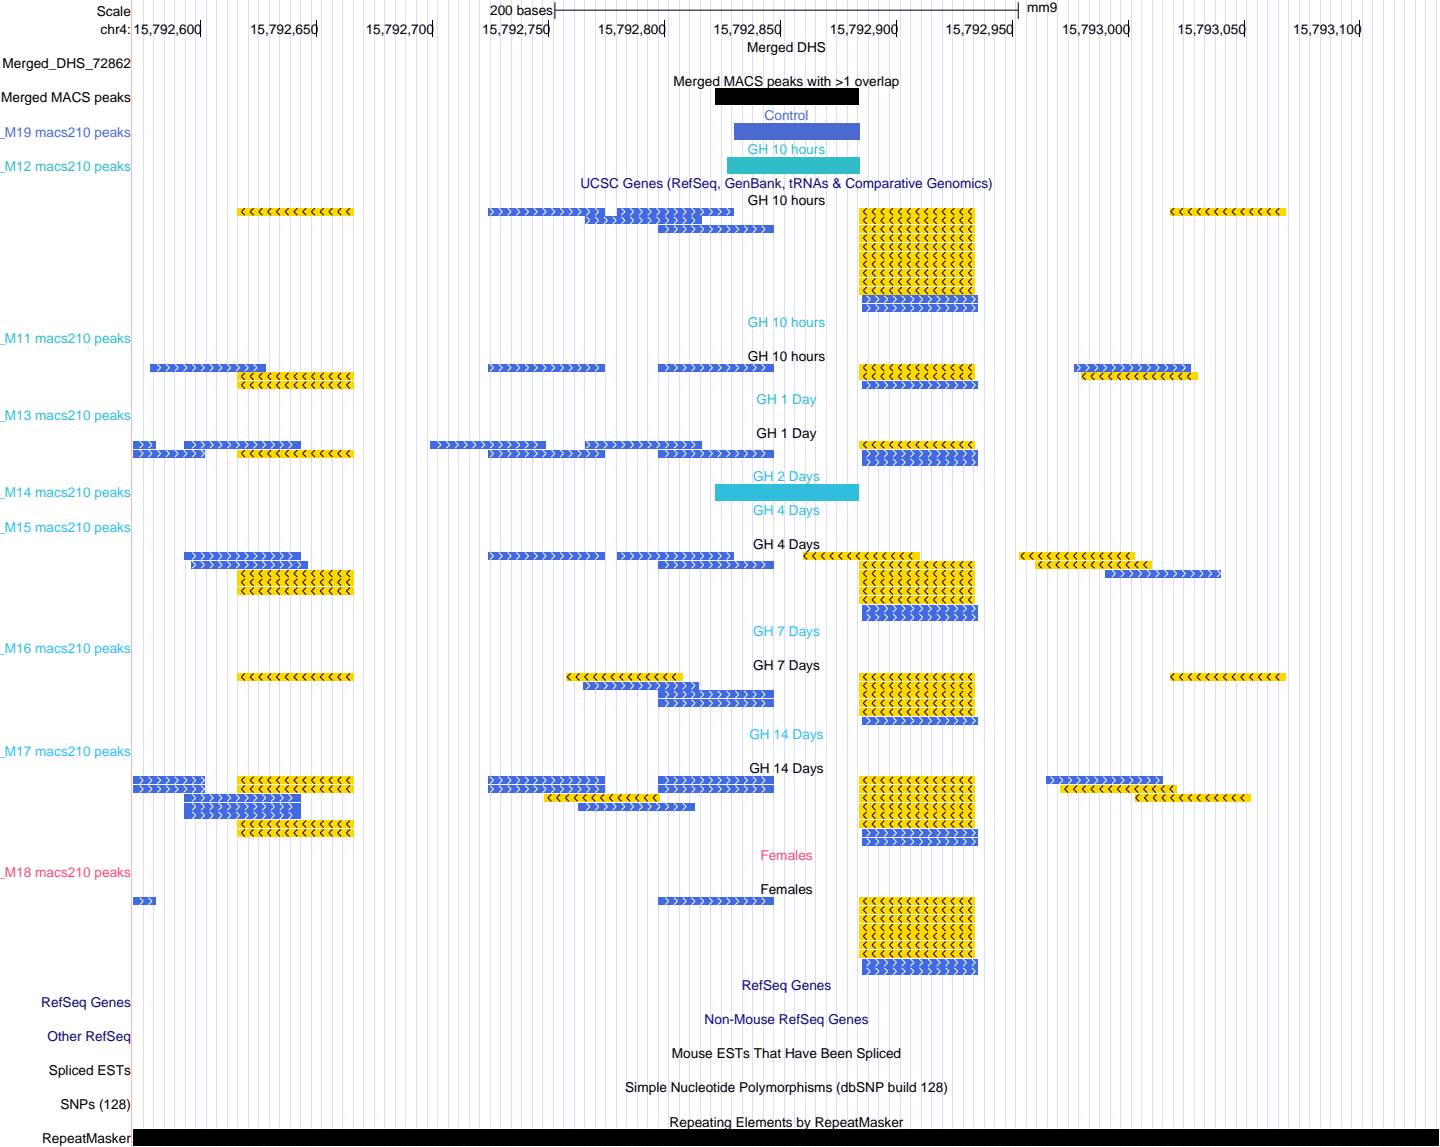 Scale 200 bases mm9
chr4: 15,792,600 15,792,650 15,792,700 15,792,750 15,792,800 15,792,850 15,792,900 15,792,950 15,793,000 15,793,050 15,793,100
Merged DHS
Merged_DHS_72862
Merged MACS peaks with >1 overlap
Merged MACS peaks
Control
_M19 macs210 peaks
GH 10 hours
_M12 macs210 peaks
UCSC Genes (RefSeq, GenBank, tRNAs & Comparative Genomics)
GH 10 hours
GH 10 hours
_M11 macs210 peaks
GH 10 hours
GH 1 Day
_M13 macs210 peaks
GH 1 Day
GH 2 Days
_M14 macs210 peaks
GH 4 Days
_M15 macs210 peaks
GH 4 Days
GH 7 Days
_M16 macs210 peaks
GH 7 Days
GH 14 Days
_M17 macs210 peaks
GH 14 Days
Females
_M18 macs210 peaks
Females
RefSeq Genes
RefSeq Genes
Non-Mouse RefSeq Genes
Other RefSeq
Mouse ESTs That Have Been Spliced
Spliced ESTs
Simple Nucleotide Polymorphisms (dbSNP build 128)
SNPs (128)
Repeating Elements by RepeatMasker
RepeatMasker